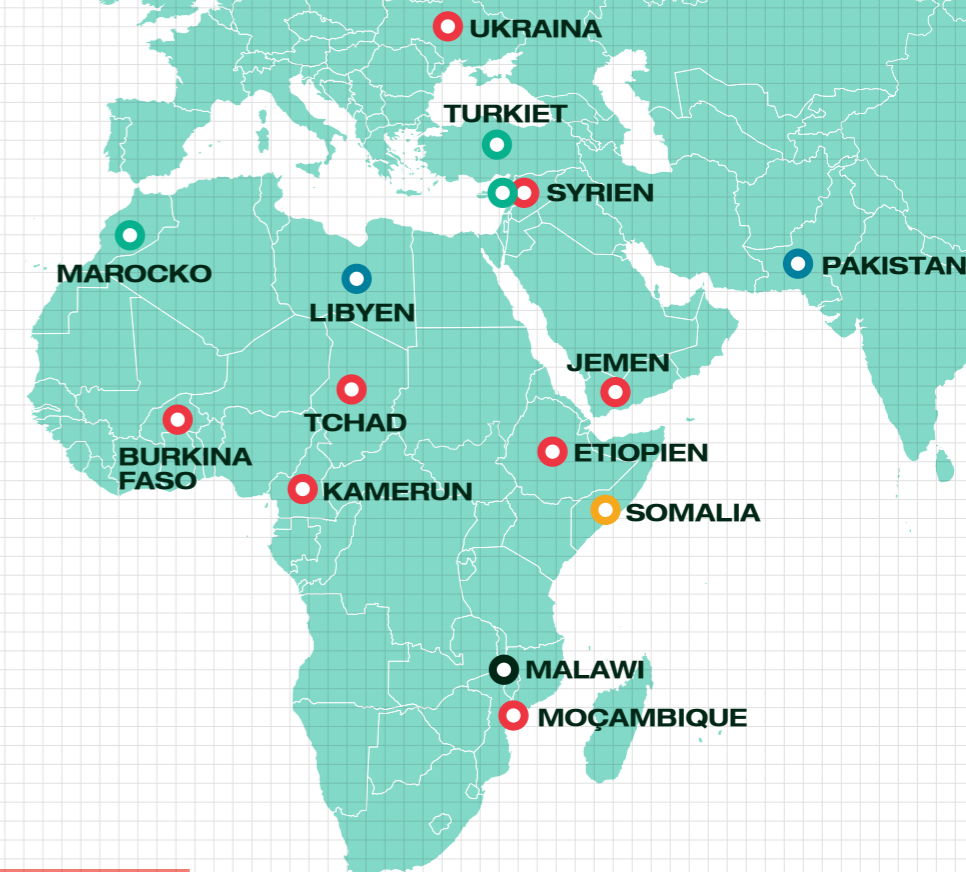 UKRAINA
TURKIET
SYRIEN
MAROCKO
PAKISTAN
LIBYEN
JEMEN
TCHAD
BURKINA
FASO
ETIOPIEN
KAMERUN
SOMALIA
MALAWI
MOÇAMBIQUE